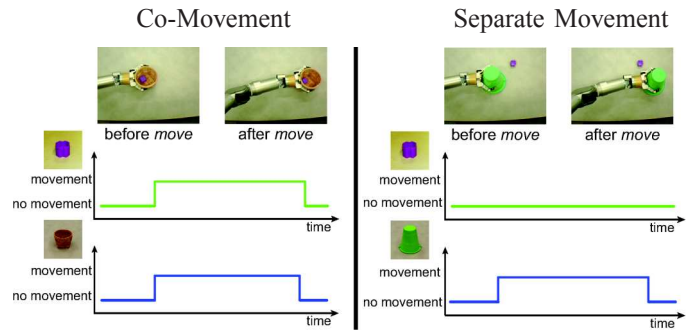 Co-Movement
before move
after move
movement
no movement
time
movement
no movement
time
Separate Movement
before move
after move
movement
no movement
time
movement
no movement
time